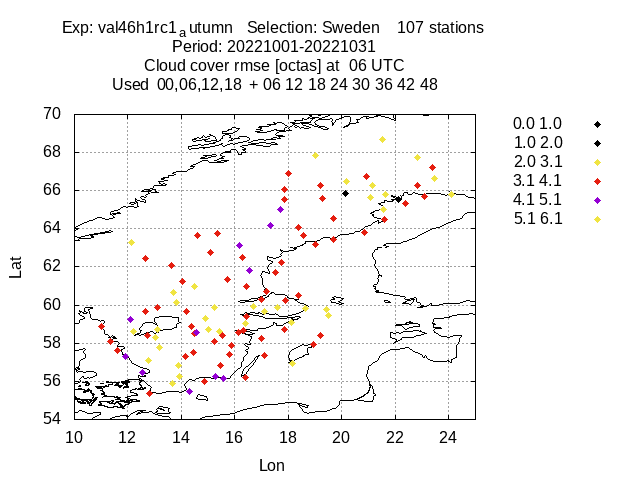 Exp: val46h1rc1_autumn Selection: Sweden 107 stations
Period: 20221001-20221031
Cloud cover rmse [octas] at 06 UTC
Used 00,06,12,18 + 06 12 18 24 30 36 42 48
70
68
66
64
62
60
58
56
54
Lat
10 12 14 16 18 20 22 24
Lon
0.0 1.0
1.0 2.0
2.0 3.1
3.1 4.1
4.1 5.1
5.1 6.1